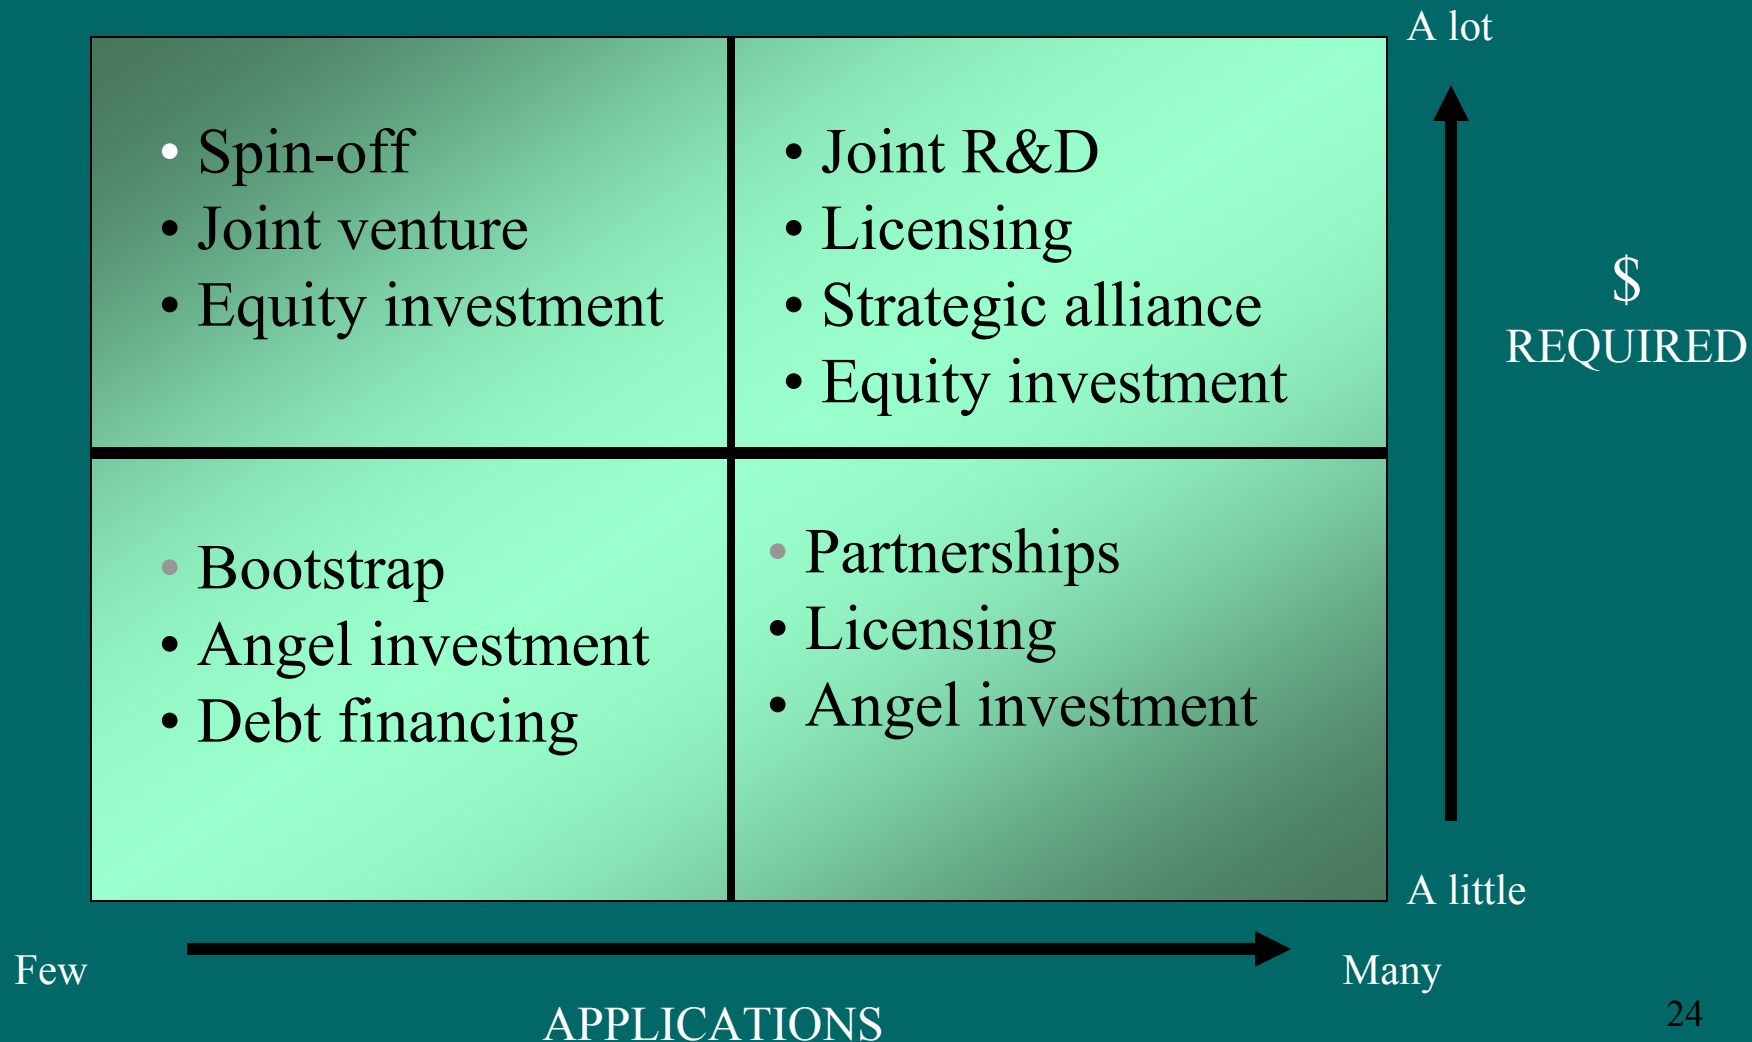 A lot
• Spin-off
• Joint venture
• Equity investment
• Joint R&D
• Licensing
• Strategic alliance
• Equity investment
$
REQUIRED
• Bootstrap
• Angel investment
• Debt financing
• Partnerships
• Licensing
• Angel investment
A little
Few
Many
APPLICATIONS
24